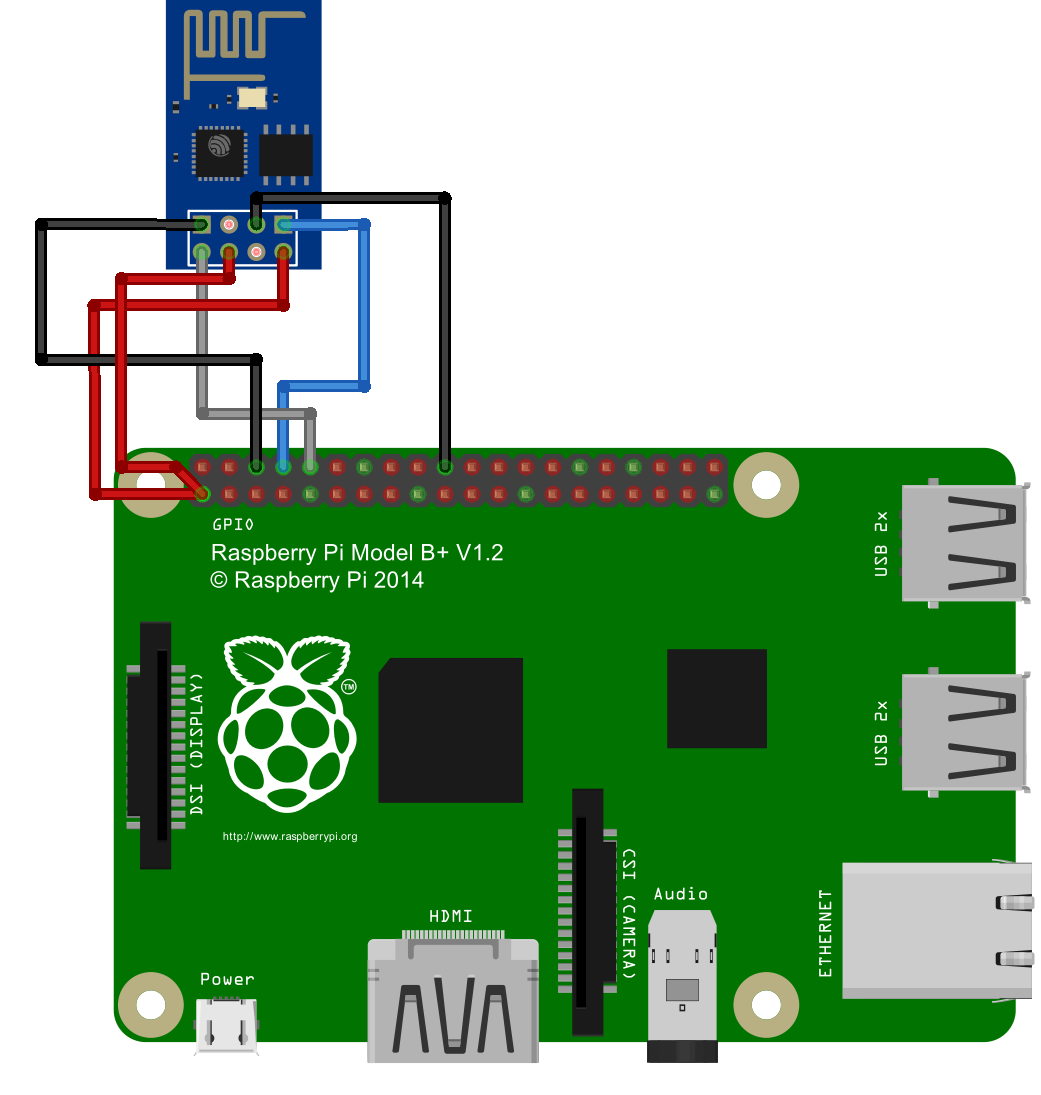 GPIO
Raspberry Pi Model B+ V1.2
© Raspberry Pi 2014
USB 2x
TM
DSI (DISPLAY)
USB 2x
http://www.raspberrypi.org
CSI (CAMERA)
Audio
ETHERNET
HDMI
Power